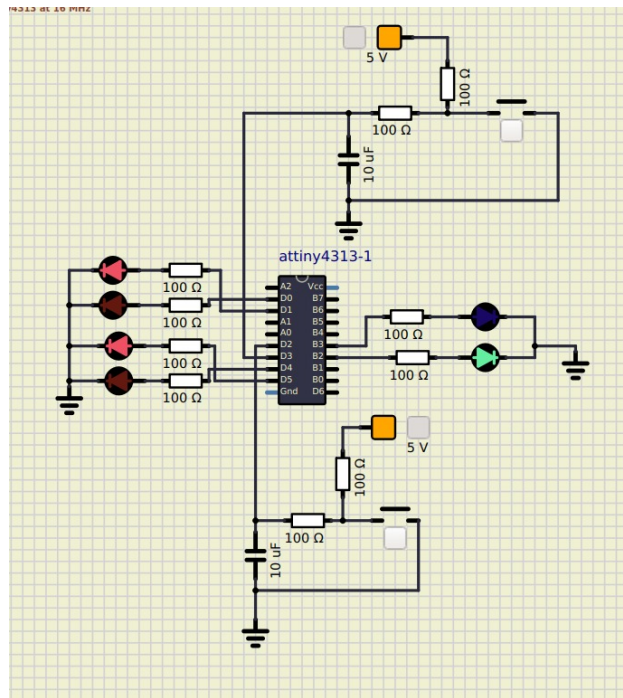 4313 at 16 MHz
5 V
100 Ω
100 Ω
10 uF
attiny4313-1
A2 Vcc
D0 B7
D1 B6
A1 B5
A0 B4
D2 B3
D3 B2
D4 B1
D5 B0
Gnd D6
100 Ω
100 Ω
100 Ω
100 Ω
100 Ω
100 Ω
5 V
100 Ω
100 Ω
10 uF